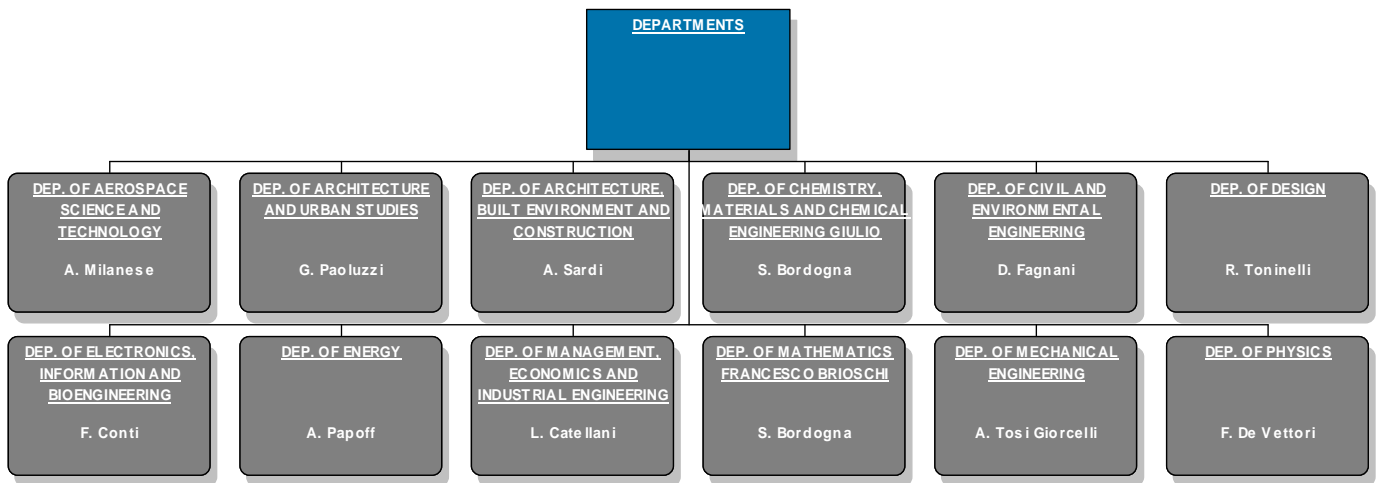 DEPARTMENTS
DEP. OF AEROSPACE
SCIENCE AND
TECHNOLOGY
A. Milanese
DEP. OF ARCHITECTURE
AND URBAN STUDIES
G. Paoluzzi
DEP. OF ARCHITECTURE,
BUILT ENVIRONMENT AND
CONSTRUCTION
A. Sardi
DEP. OF CHEMISTRY,
MATERIALS AND CHEMICAL
ENGINEERING GIULIO
S. Bordogna
DEP. OF CIVIL AND
ENVIRONMENTAL
ENGINEERING
D. Fagnani
DEP. OF DESIGN
R. Toninelli
DEP. OF ELECTRONICS,
INFORMATION AND
BIOENGINEERING
F. Conti
DEP. OF ENERGY
A. Papoff
DEP. OF MANAGEMENT,
ECONOMICS AND
INDUSTRIAL ENGINEERING
L. Catellani
DEP. OF MATHEMATICS
FRANCESCO BRIOSCHI
S. Bordogna
DEP. OF MECHANICAL
ENGINEERING
A. Tosi Giorcelli
DEP. OF PHYSICS
F. De Vettori